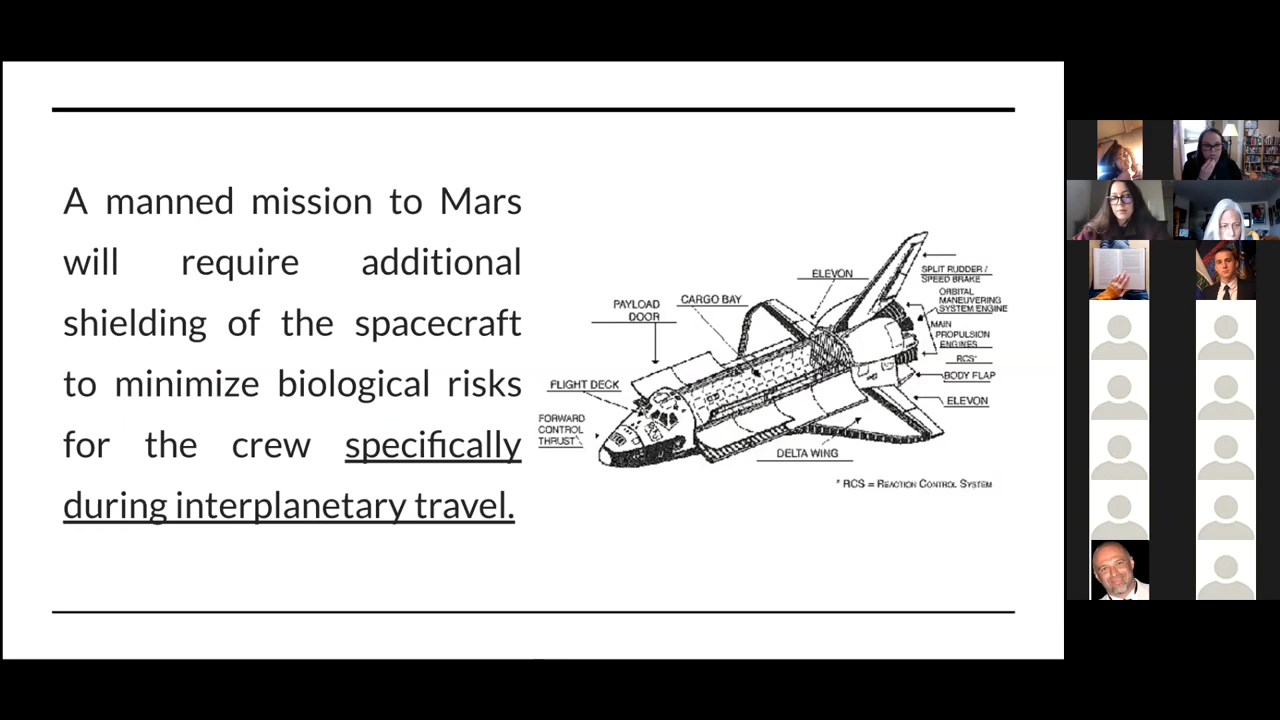 A manned mission to Mars
will require additional
shielding of the spacecraft
to minimize biological risks
for the crew specifically
during interplanetary travel.
ELEVON
SPLIT RUDDER /
SPEED BRAKE
ORBITAL
MANEUVERING
SYSTEM ENGINE
CARGO BAY
PAYLOAD
DOOR
MAIN
PROPULSION
ENGINES
RCS*
BODY FLAP
FLIGHT DECK
ELEVON
FORWARD
CONTROL
THRUST
DELTA WING
* RCS = REACTION CONTROL SYSTEM